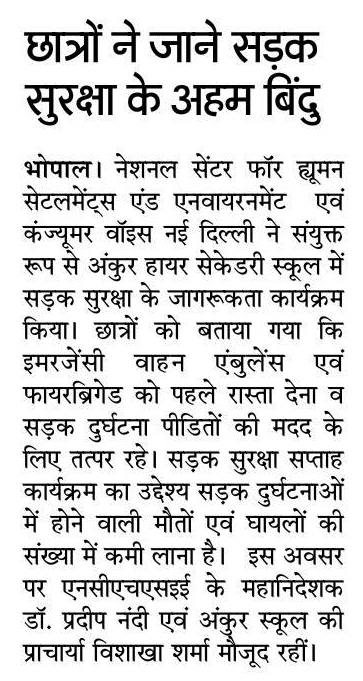 छात्रों ने जाने सड़क
सुरक्षा के अहम बिंदु
भोपाल। नेशनल सेंटर फॉर ह्यूमन
सेटलमेंट्स एंड एनवायरनमेंट एवं
कंज्यूमर वॉइस नई दिल्ली ने संयुक्त
रूप से अंकुर हायर सेकेडरी स्कूल में
सड़क सुरक्षा के जागरूकता कार्यक्रम
किया। छात्रों को बताया गया कि
इमरजेंसी वाहन एंबुलेंस एवं
फायरब्रिगेड को पहले रास्ता देना व
सड़क दुर्घटना पीडितों की मदद के
लिए तत्पर रहे। सड़क सुरक्षा सप्ताह
कार्यक्रम का उद्देश्य सड़क दुर्घटनाओं
में होने वाली मौतों एवं घायलों की
संख्या में कमी लाना है। इस अवसर
पर एनसीएचएसइई के महानिदेशक
डॉ. प्रदीप नंदी एवं अंकुर स्कूल की
प्राचार्या विशाखा शर्मा मौजूद रहीं।